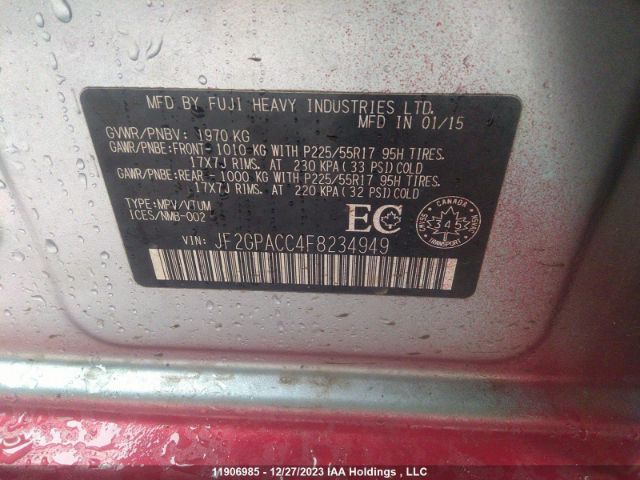 MFD BY FUJI HEAVY INDUSTRIES LTD.
MFD IN 01/15
GVWR/PNBV: 1970 KG
GAWR/PNBE:FRONT- 1010 KG WITH P225/55R17 95H TIRES.
17X7J RIMS. AT 230 KPA (33 PSI)COLD
GAWR/PNBE:REAR - 1000 KG WITH P225/55R17 95H TIRES.
17X7J RIMS. AT 220 KPA (32 PSI)COLD
TYPE:MPV/VTUM
ICES/NMB-002
EC
CANADA
CMVSS
NSVAC
343
VIN: JF2GPACC4F8234949
11906985 - 12/27/2023 IAA Holdings , LLC